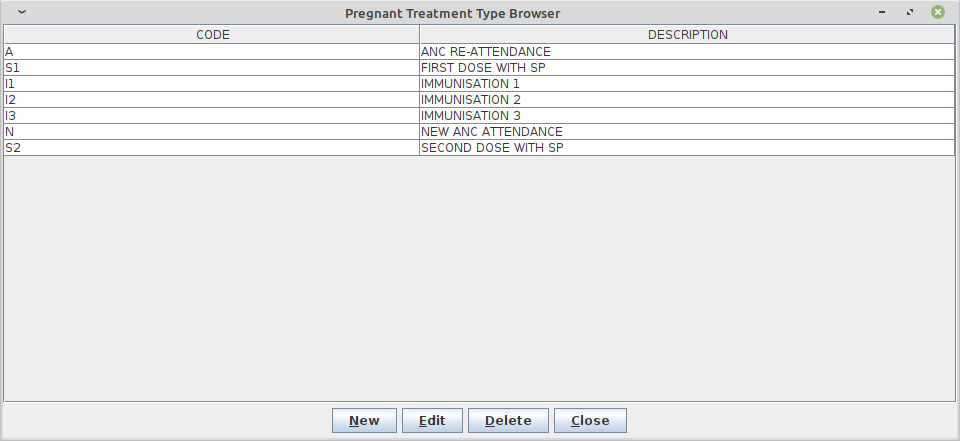 Pregnant Treatment Type Browser
CODE DESCRIPTION
A ANC RE-ATTENDANCE
S1 FIRST DOSE WITH SP
I1 IMMUNISATION 1
I2 IMMUNISATION 2
I3 IMMUNISATION 3
N NEW ANC ATTENDANCE
S2 SECOND DOSE WITH SP
New Edit Delete Close